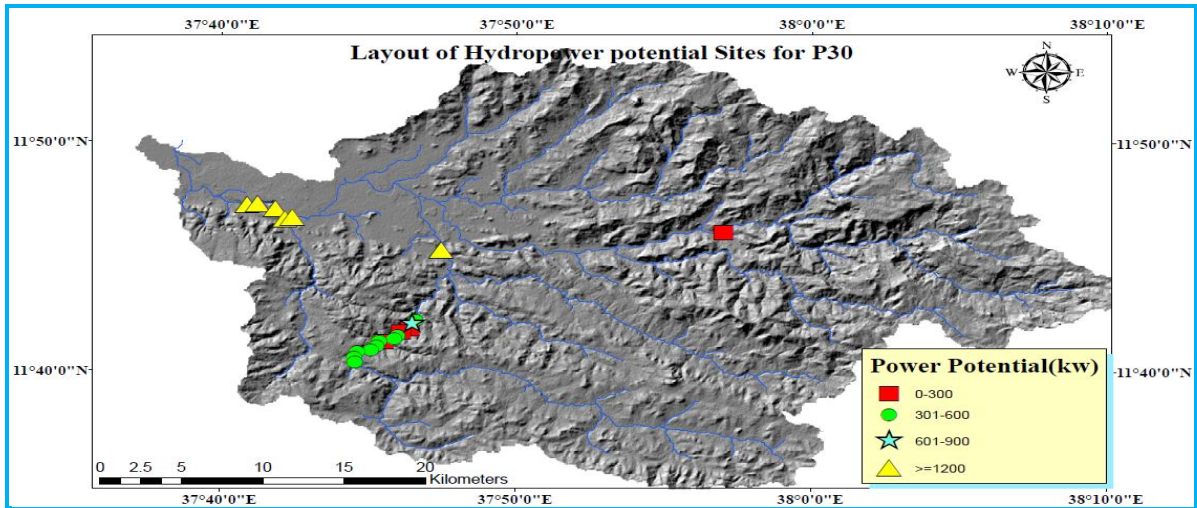 37°40'0"E 37°50'0"E 38°0'0"E 38°10'0"E
Layout of Hydropower potential Sites for P30
N
W E
S
11°50'0"N 11°50'0"N
11°40'0"N 11°40'0"N
Power Potential(kw)
0-300
301-600
601-900
>=1200
0 2.5 5 10 15 20
Kilometers
37°40'0"E 37°50'0"E 38°0'0"E 38°10'0"E